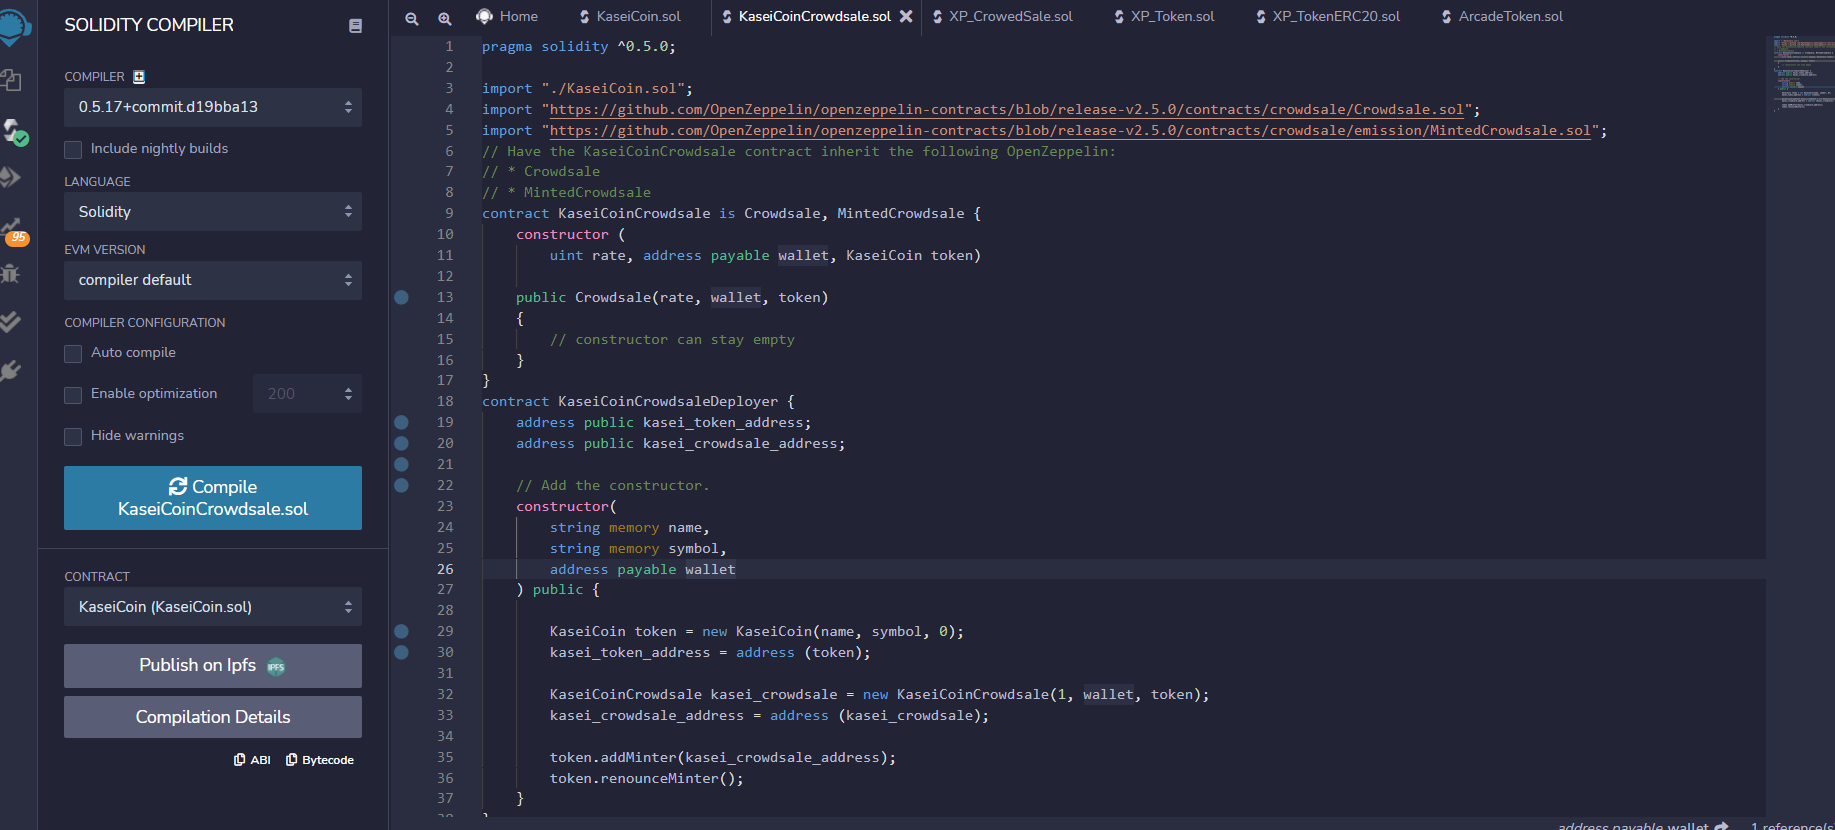 SOLIDITY COMPILER
COMPILER
0.5.17+commit.d19bba13
Include nightly builds
LANGUAGE
Solidity
95
EVM VERSION
compiler default
COMPILER CONFIGURATION
Auto compile
Enable optimization 200
Hide warnings
Compile
KaseiCoinCrowdsale.sol
CONTRACT
KaseiCoin (KaseiCoin.sol)
Publish on Ipfs IPFS
Compilation Details
ABI Bytecode
Home KaseiCoin.sol KaseiCoinCrowdsale.sol XP_CrowedSale.sol XP_Token.sol XP_TokenERC20.sol ArcadeToken.sol
1 pragma solidity ^0.5.0;
2
3 import "./KaseiCoin.sol";
4 import "https://github.com/OpenZeppelin/openzeppelin-contracts/blob/release-v2.5.0/contracts/crowdsale/Crowdsale.sol";
5 import "https://github.com/OpenZeppelin/openzeppelin-contracts/blob/release-v2.5.0/contracts/crowdsale/emission/MintedCrowdsale.sol";
6 // Have the KaseiCoinCrowdsale contract inherit the following OpenZeppelin:
7 // * Crowdsale
8 // * MintedCrowdsale
9 contract KaseiCoinCrowdsale is Crowdsale, MintedCrowdsale {
10 constructor (
11 uint rate, address payable wallet, KaseiCoin token)
12
13 public Crowdsale(rate, wallet, token)
14 {
15 // constructor can stay empty
16 }
17 }
18 contract KaseiCoinCrowdsaleDeployer {
19 address public kasei_token_address;
20 address public kasei_crowdsale_address;
21
22 // Add the constructor.
23 constructor(
24 string memory name,
25 string memory symbol,
26 address payable wallet
27 ) public {
28
29 KaseiCoin token = new KaseiCoin(name, symbol, 0);
30 kasei_token_address = address (token);
31
32 KaseiCoinCrowdsale kasei_crowdsale = new KaseiCoinCrowdsale(1, wallet, token);
33 kasei_crowdsale_address = address (kasei_crowdsale);
34
35 token.addMinter(kasei_crowdsale_address);
36 token.renounceMinter();
37 }
38 }
address payable wallet 1 reference(s)